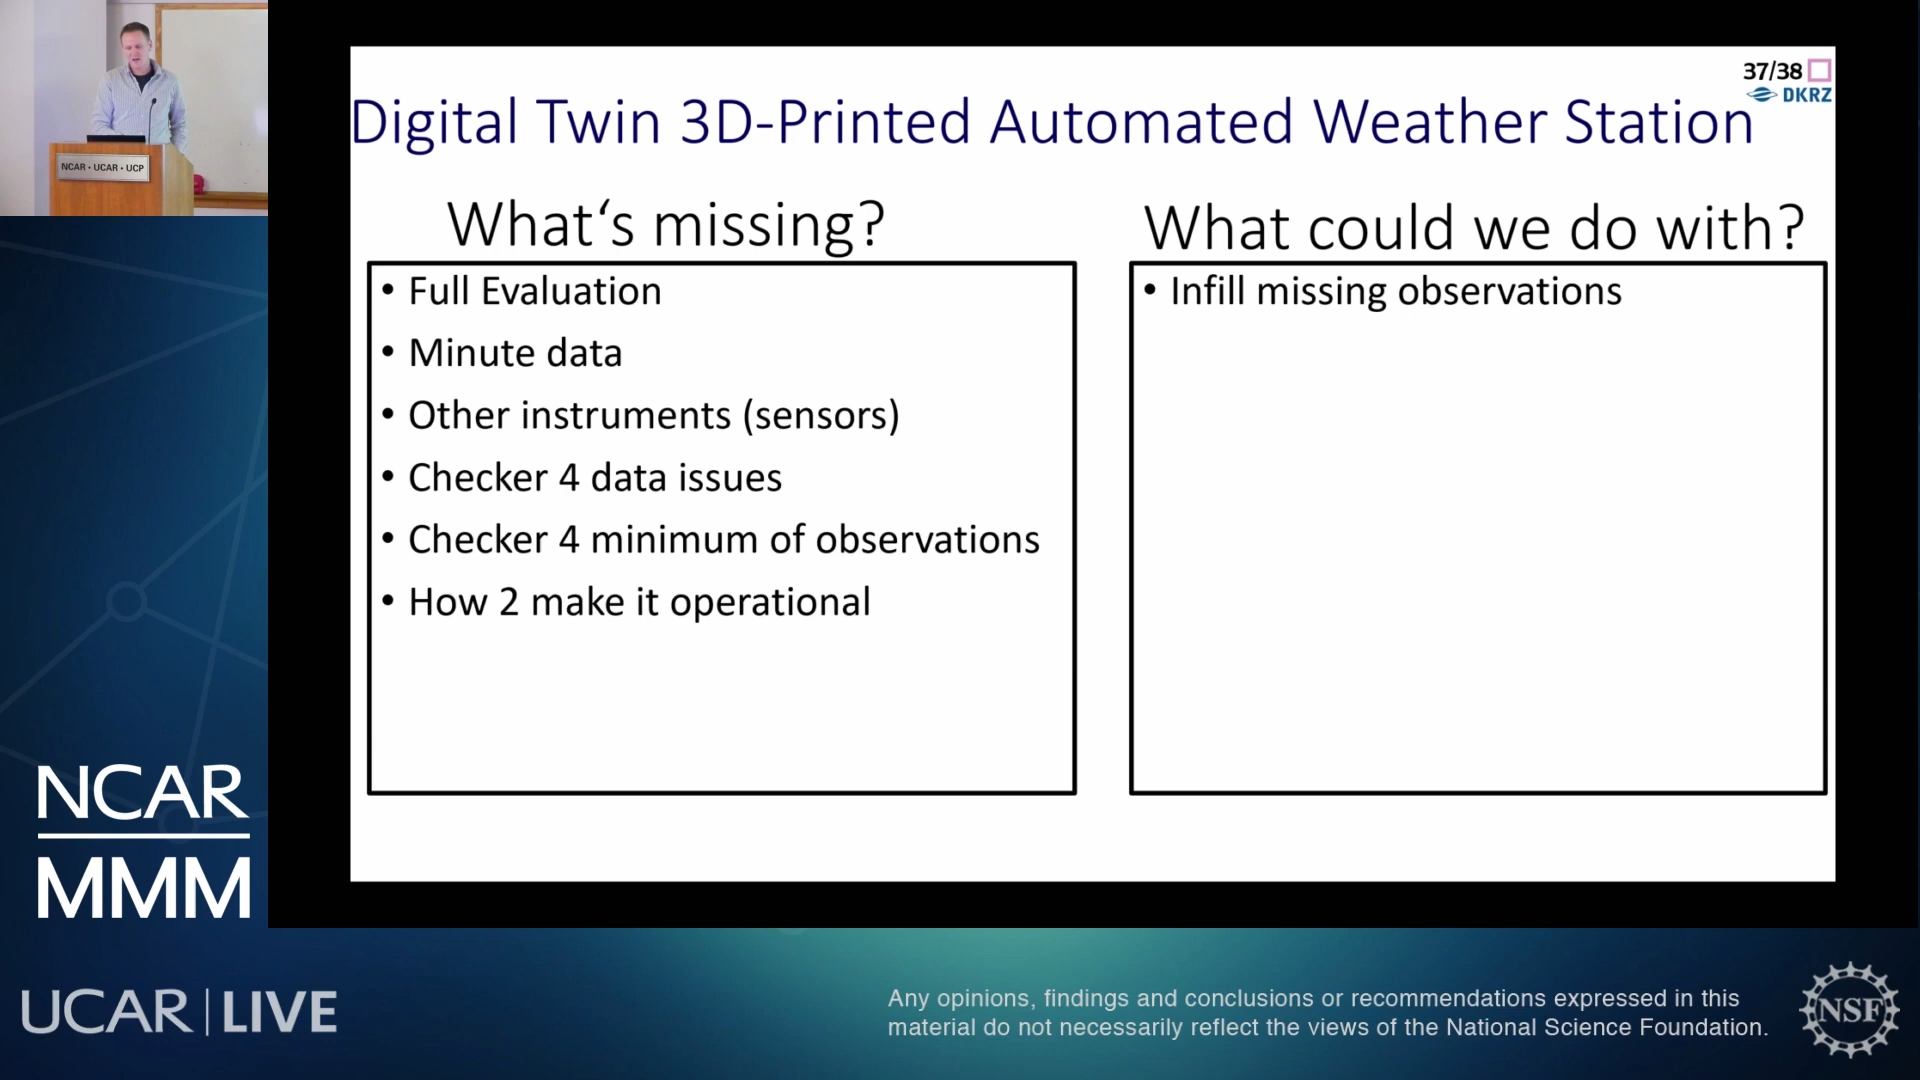 NCAR • UCAR • UCP
37/38
DKRZ
Digital Twin 3D-Printed Automated Weather Station
What‘s missing?
• Full Evaluation
• Minute data
• Other instruments (sensors)
• Checker 4 data issues
• Checker 4 minimum of observations
• How 2 make it operational
What could we do with?
• Infill missing observations
NCAR
MMM
UCAR | LIVE
Any opinions, findings and conclusions or recommendations expressed in this
material do not necessarily reflect the views of the National Science Foundation.
NSF